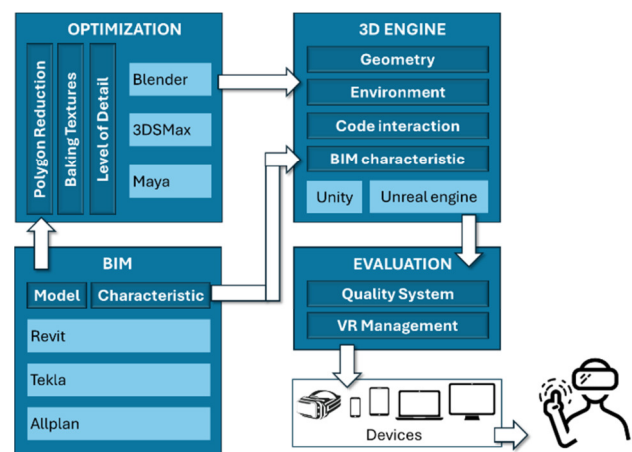 OPTIMIZATION
Polygon Reduction
Baking Textures
Level of Detail
Blender
3DSMax
Maya
3D ENGINE
Geometry
Environment
Code interaction
BIM characteristic
Unity
Unreal engine
BIM
Model
Characteristic
Revit
Tekla
Allplan
EVALUATION
Quality System
VR Management
Devices